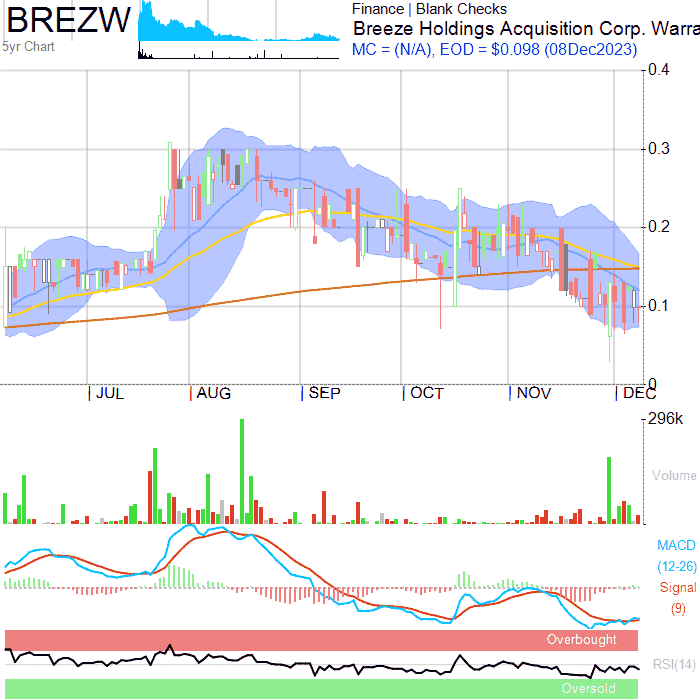 BREZW
5yr Chart
Finance | Blank Checks
Breeze Holdings Acquisition Corp. Warra
MC = (N/A), EOD = $0.098 (08Dec2023)
0.4
0.3
0.2
0.1
0
JUL AUG SEP OCT NOV DEC
296k
Volume
MACD
(12-26)
Signal
(9)
Overbought
RSI(14)
Oversold